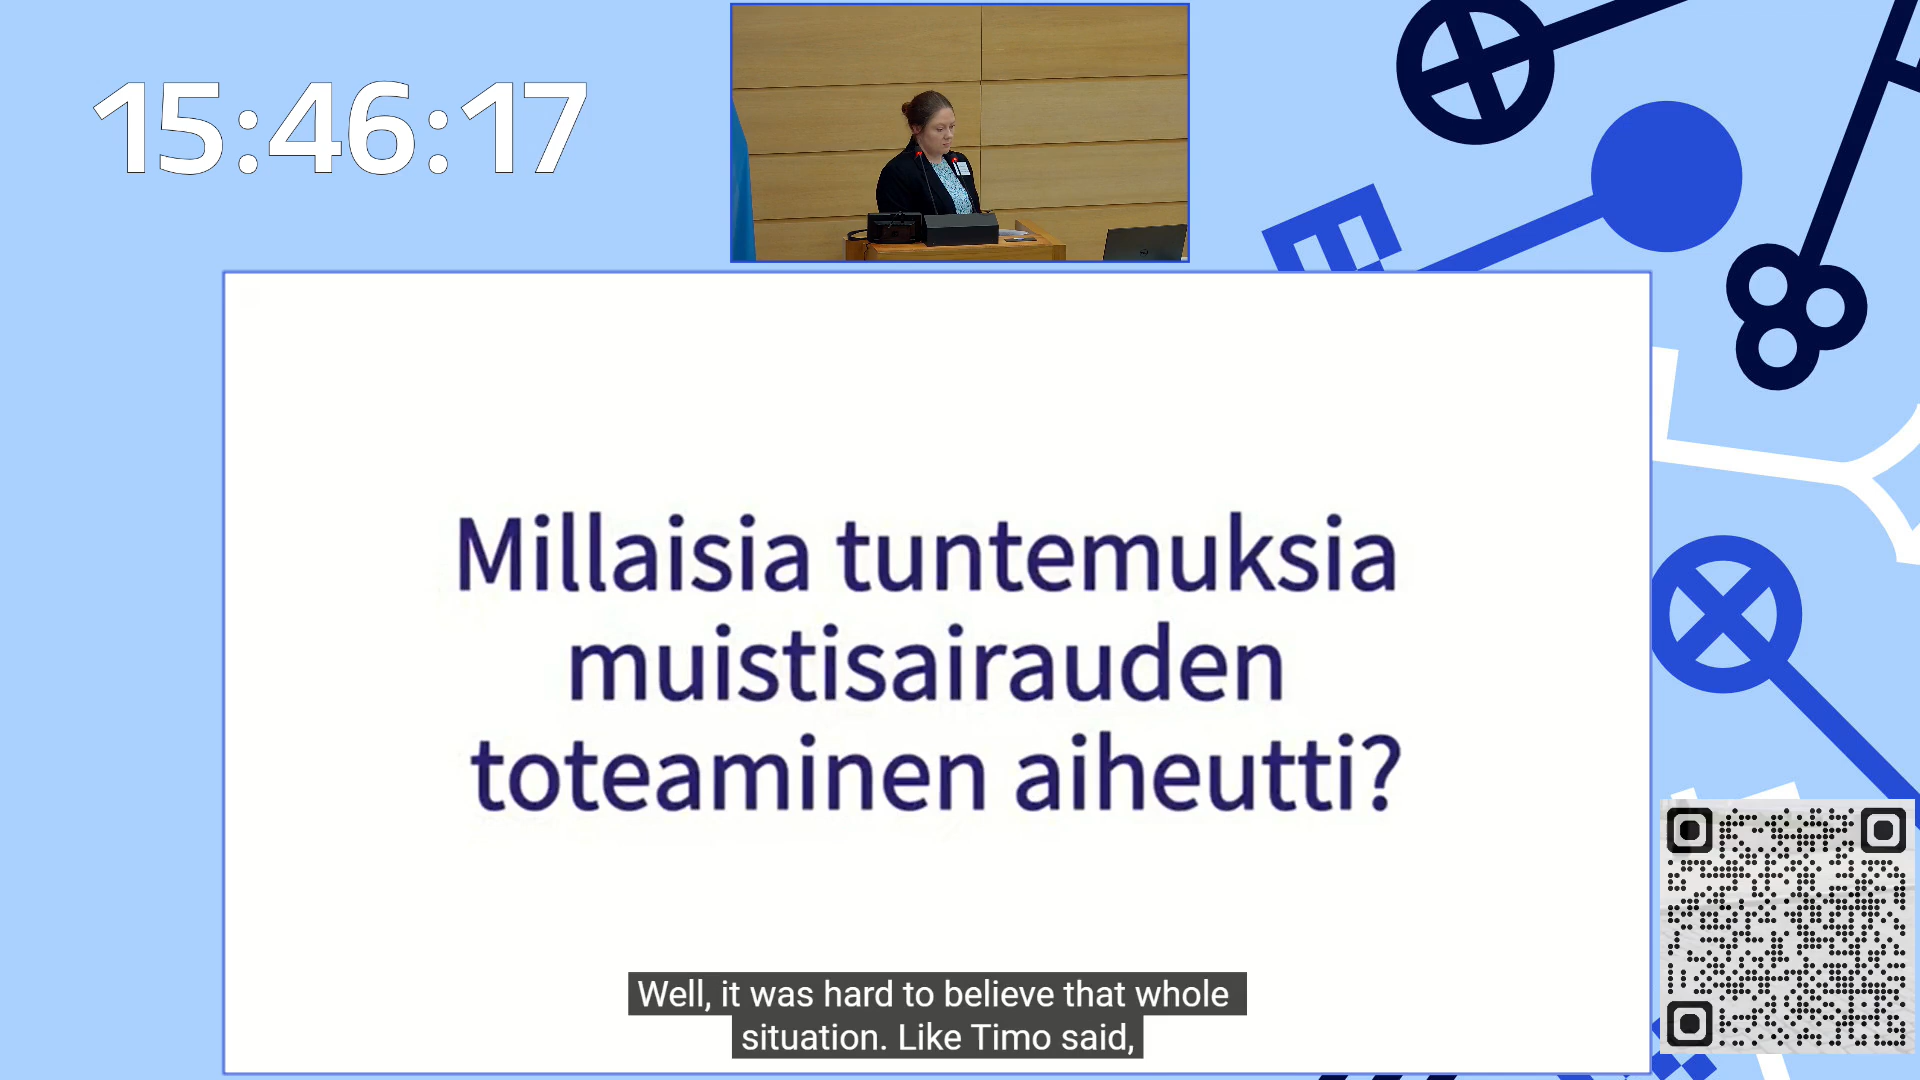 15:46:17
Millaisia tuntemuksia
muistisairauden
toteaminen aiheutti?
Well, it was hard to believe that whole
situation. Like Timo said,